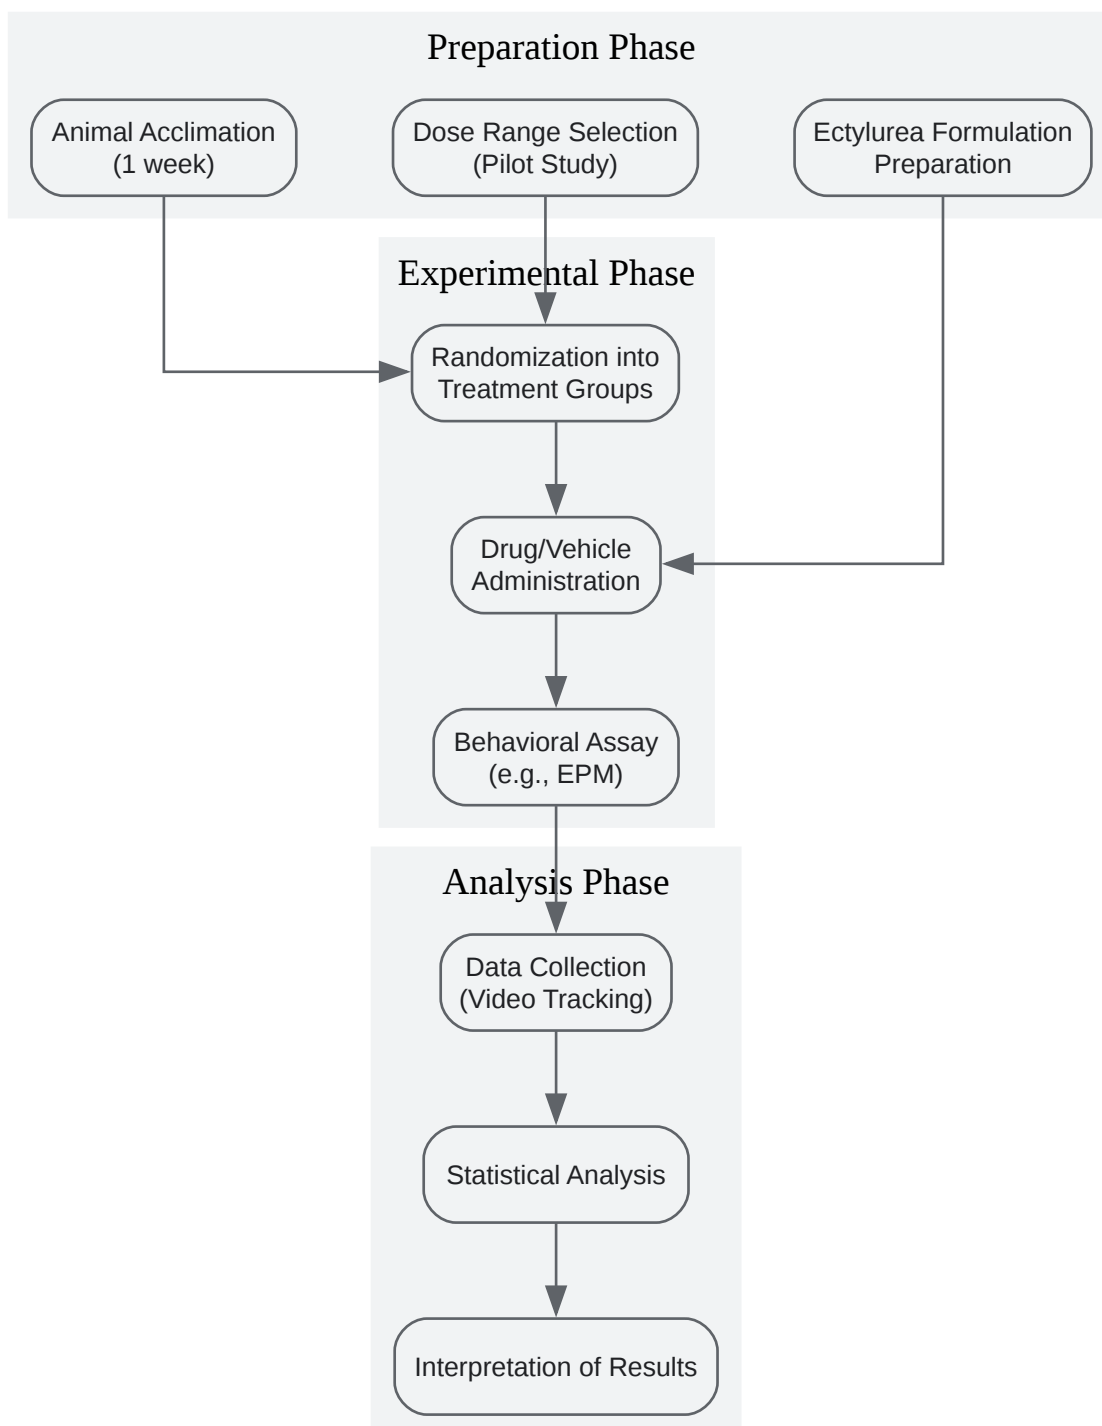 Preparation Phase
Animal Acclimation
(1 week)
Dose Range Selection
(Pilot Study)
Ectylurea Formulation
Preparation
Experimental Phase
Randomization into
Treatment Groups
Drug/Vehicle
Administration
Behavioral Assay
(e.g., EPM)
Analysis Phase
Data Collection
(Video Tracking)
Statistical Analysis
Interpretation of Results